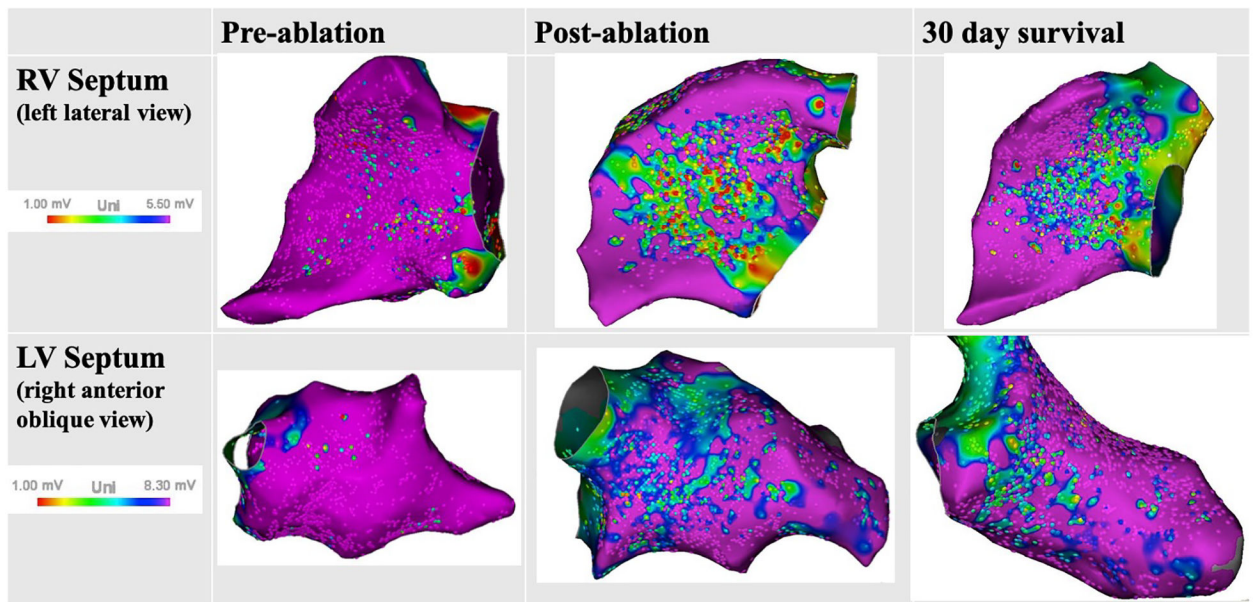 Pre-ablation
Post-ablation
30 day survival
RV Septum
(left lateral view)
1.00 mV Uni 5.50 mV
LV Septum
(right anterior
oblique view)
1.00 mV Uni 8.30 mV